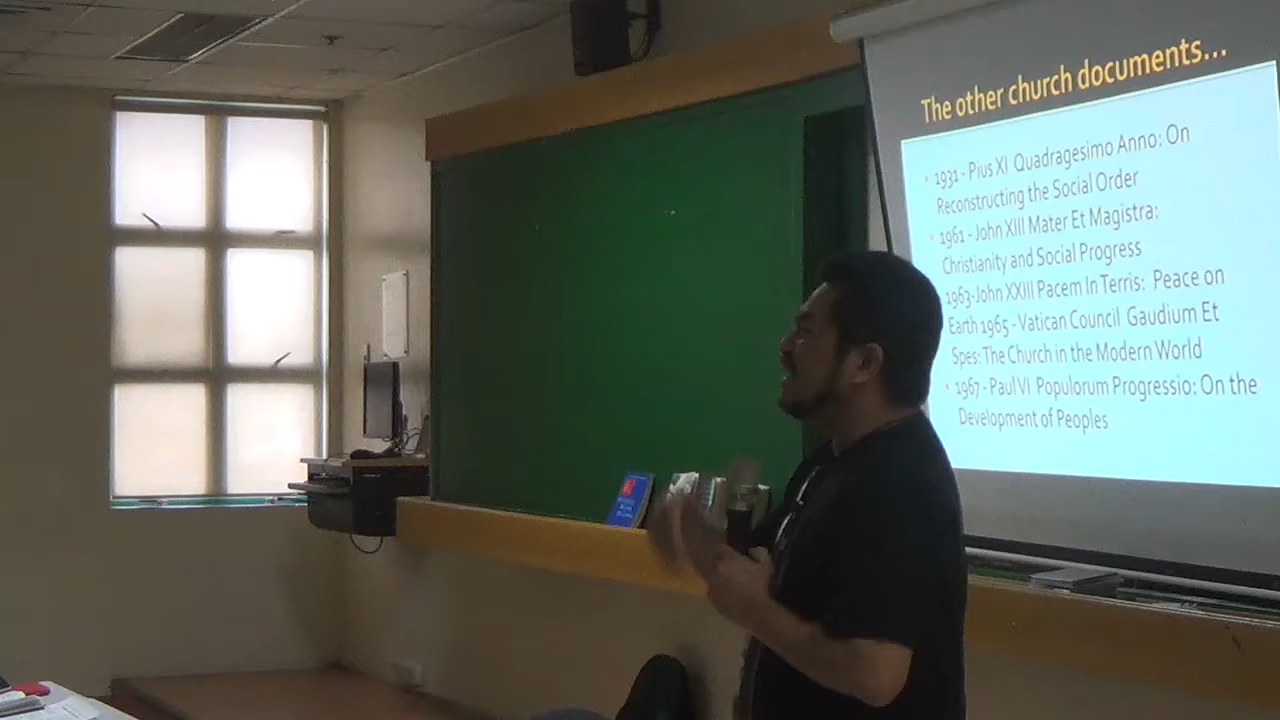 The other church documents...
1931 - Pius XI Quadragesimo Anno: On
Reconstructing the Social Order
1961 - John XIII Mater Et Magistra:
Christianity and Social Progress
1963-John XXIII Pacem In Terris: Peace on
Earth 1965 - Vatican Council Gaudium Et
Spes: The Church in the Modern World
1967 - Paul VI Populorum Progressio: On the
Development of Peoples